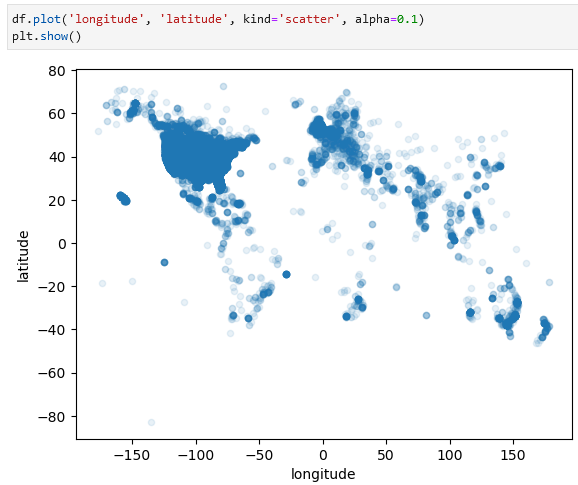 df.plot('longitude', 'latitude', kind='scatter', alpha=0.1)
plt.show()
80
60
40
20
0
−20
−40
−60
−80
latitude
−150 −100 −50 0 50 100 150
longitude